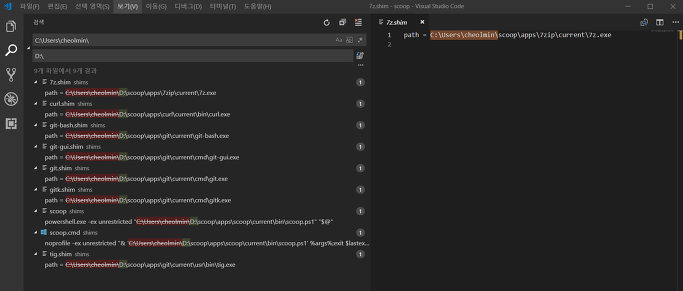 파일(F) 편집(E) 선택 영역(S) 보기(V) 이동(G) 디버그(D) 터미널(T) 도움말(H)
7z.shim - scoop - Visual Studio Code
검색
7z.shim
C:\Users\cheolmin\
D:\
9개 파일에서 9개 결과
7z.shim shims 1
path = C:\Users\cheolmin\D:\scoop\apps\7zip\current\7z.exe
curl.shim shims 1
path = C:\Users\cheolmin\D:\scoop\apps\curl\current\bin\curl.exe
git-bash.shim shims 1
path = C:\Users\cheolmin\D:\scoop\apps\git\current\git-bash.exe
git-gui.shim shims 1
path = C:\Users\cheolmin\D:\scoop\apps\git\current\cmd\git-gui.exe
git.shim shims 1
path = C:\Users\cheolmin\D:\scoop\apps\git\current\cmd\git.exe
gitk.shim shims 1
path = C:\Users\cheolmin\D:\scoop\apps\git\current\cmd\gitk.exe
scoop shims 1
powershell.exe -ex unrestricted "C:\Users\cheolmin\D:\scoop\apps\scoop\current\bin\scoop.ps1" "$@"
scoop.cmd shims 1
noprofile -ex unrestricted "& 'C:\Users\cheolmin\D:\scoop\apps\scoop\current\bin\scoop.ps1' %args%;exit $lastex...
tig.shim shims 1
path = C:\Users\cheolmin\D:\scoop\apps\git\current\usr\bin\tig.exe
1 path = C:\Users\cheolmin\scoop\apps\7zip\current\7z.exe
2